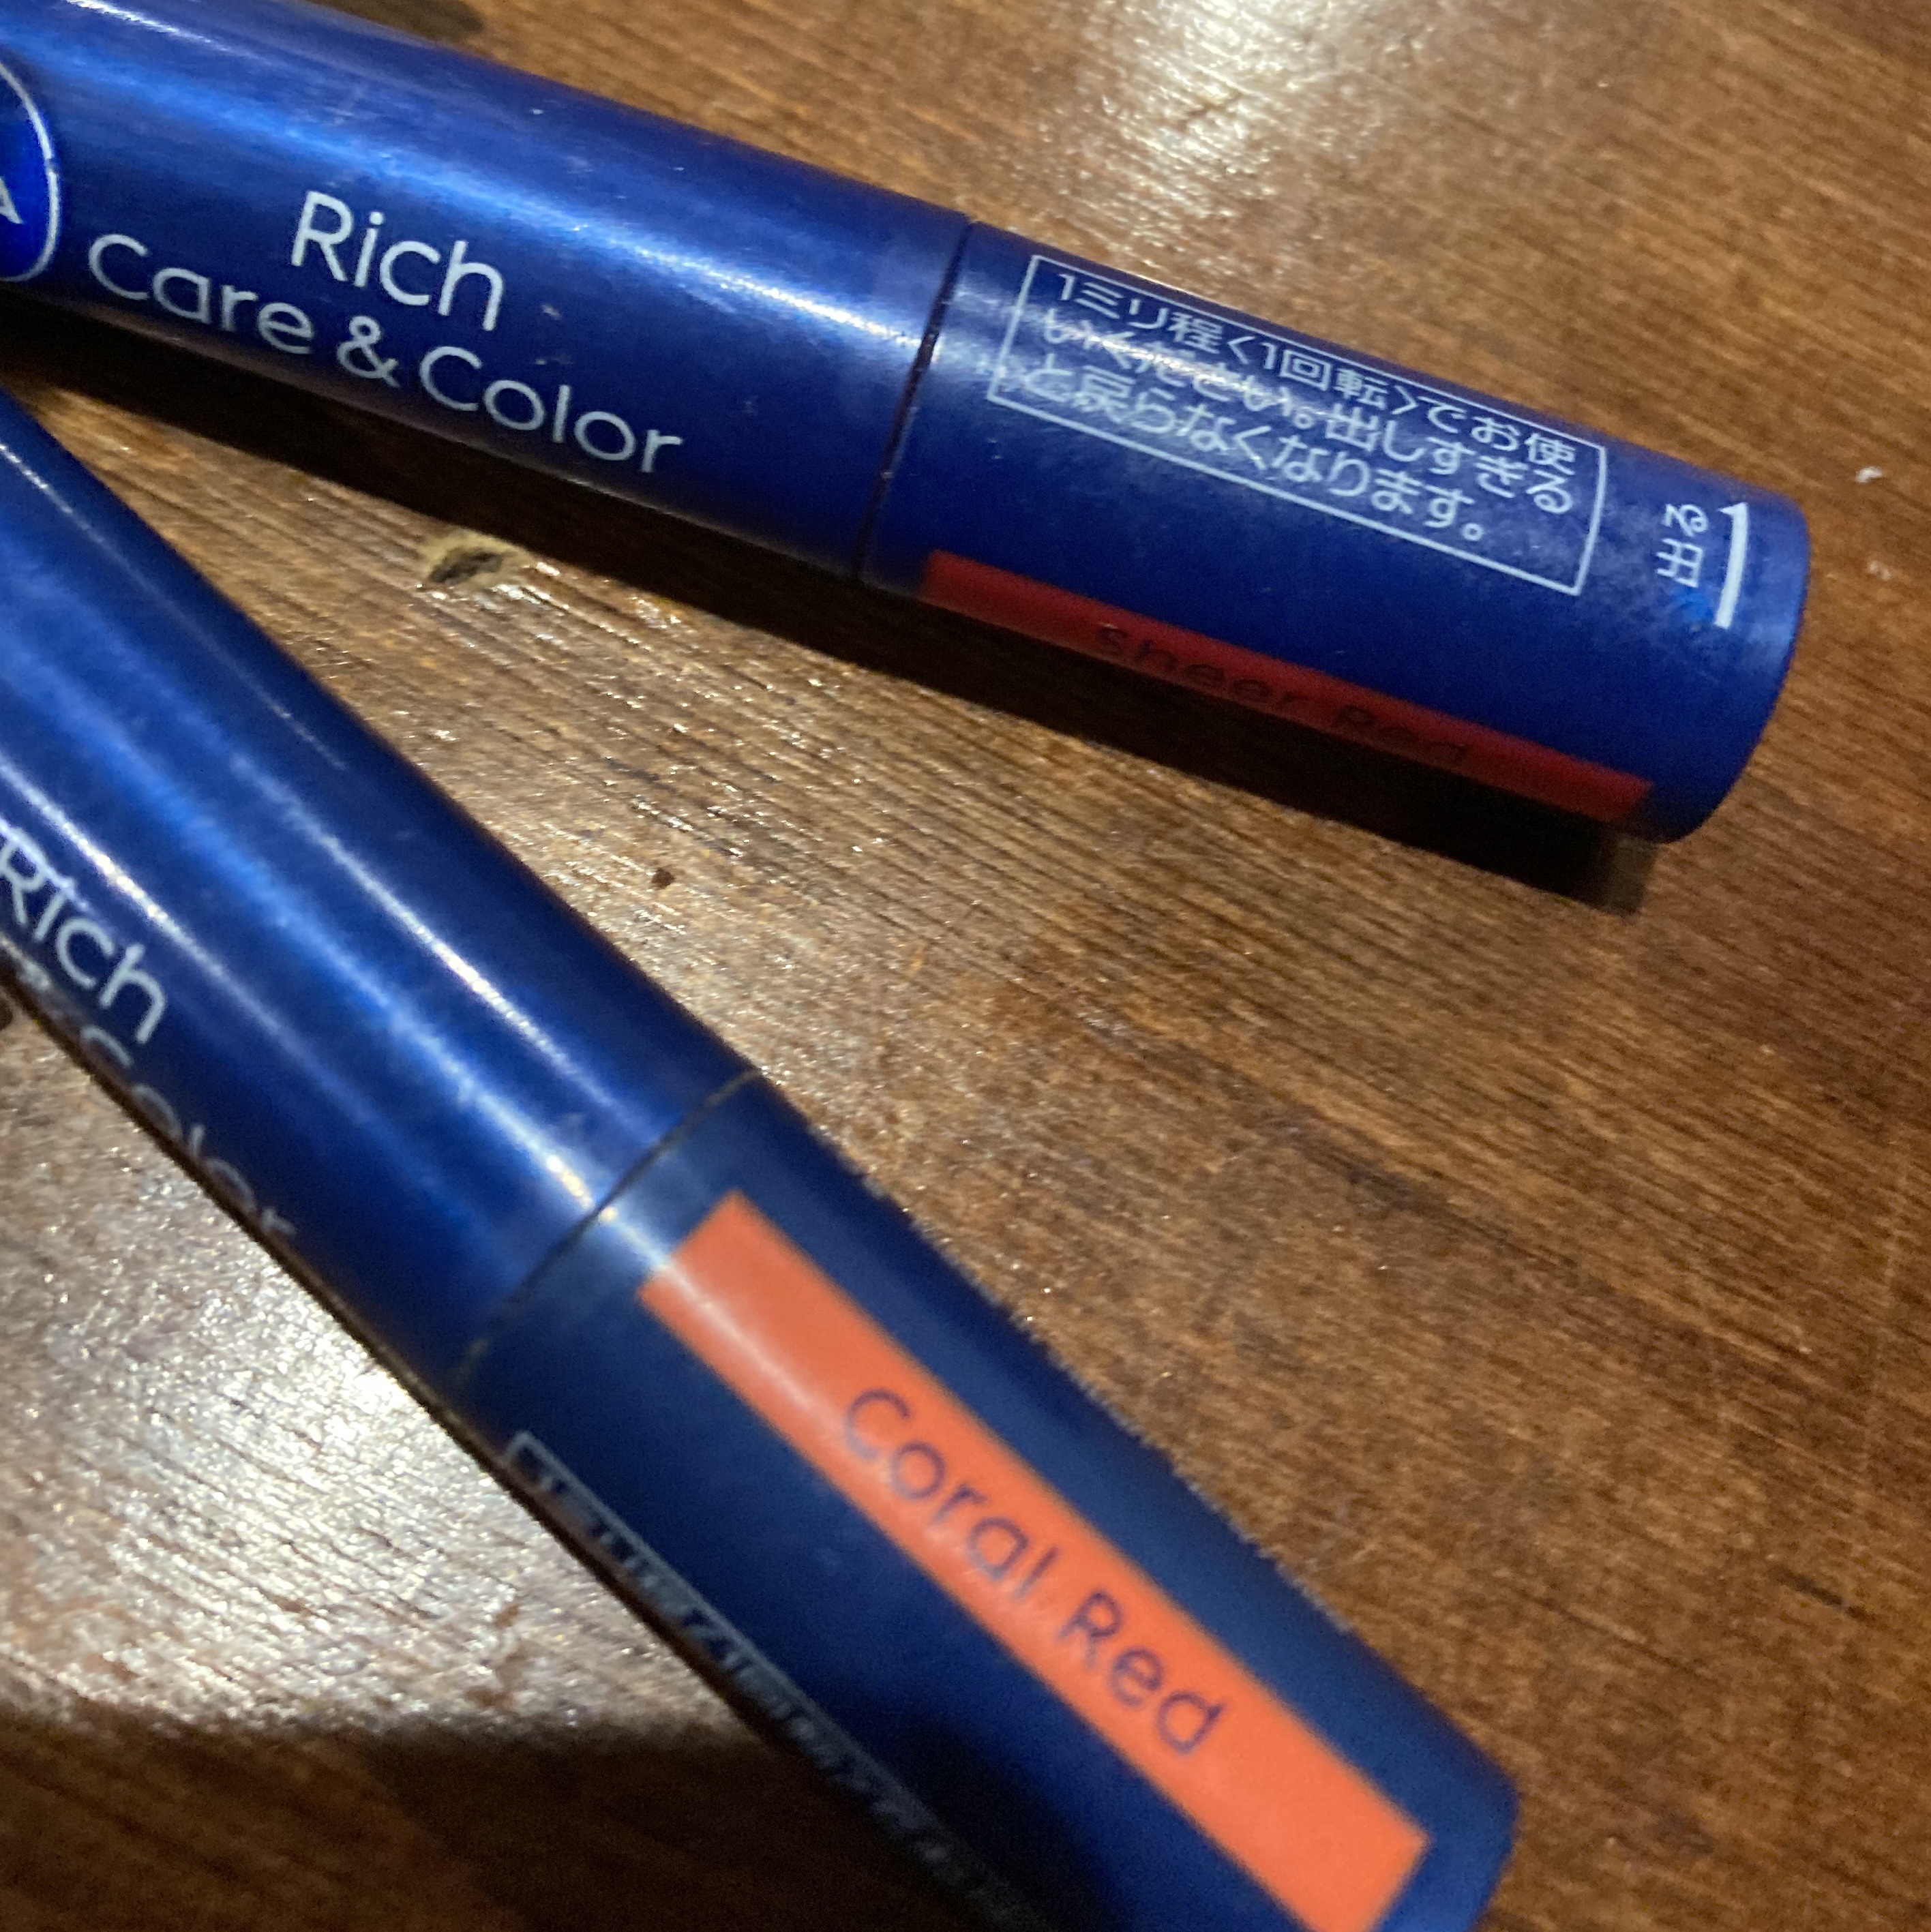 Rich
Care & Color
1ミリ程〈1回転〉でお使
いください。出しすぎる
と戻らなくなります。
出る
Sheer Red
Rich
Color
Coral Red